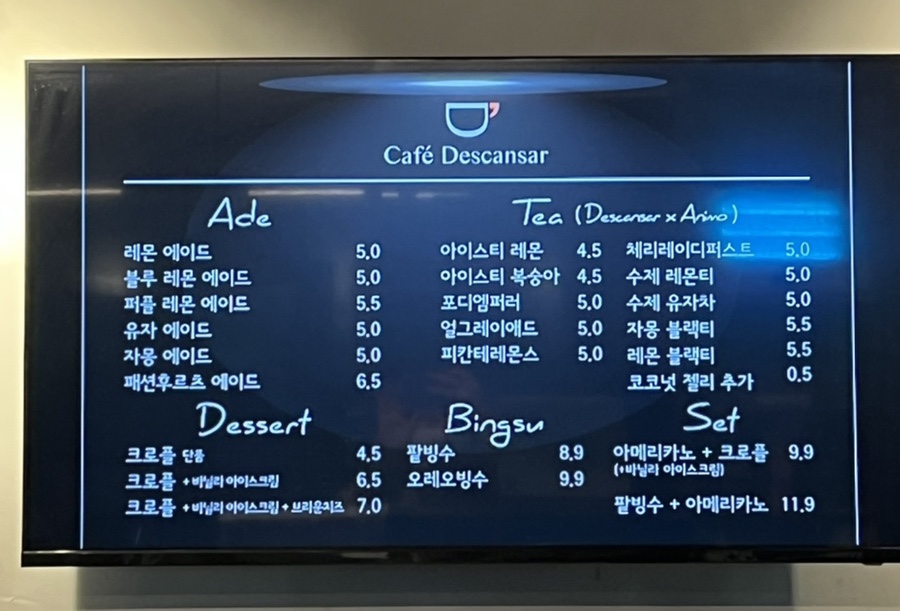 Café Descansar
Ade
레몬 에이드 5.0
블루 레몬 에이드 5.0
퍼플 레몬 에이드 5.5
유자 에이드 5.0
자몽 에이드 5.0
패션후르츠 에이드 6.5
Tea (Descansar x Arimo)
아이스티 레몬 4.5
아이스티 복숭아 4.5
포디엠퍼러 5.0
얼그레이애드 5.0
피칸테레몬스 5.0
체리레이디퍼스트 5.0
수제 레몬티 5.0
수제 유자차 5.0
자몽 블랙티 5.5
레몬 블랙티 5.5
코코넛 젤리 추가 0.5
Dessert
크로플 단품 4.5
크로플 +바닐라 아이스크림 6.5
크로플 +바닐라 아이스크림 +브라운치즈 7.0
Bingsu
팥빙수 8.9
오레오빙수 9.9
Set
아메리카노 + 크로플 9.9
(+바닐라 아이스크림)
팥빙수 + 아메리카노 11.9